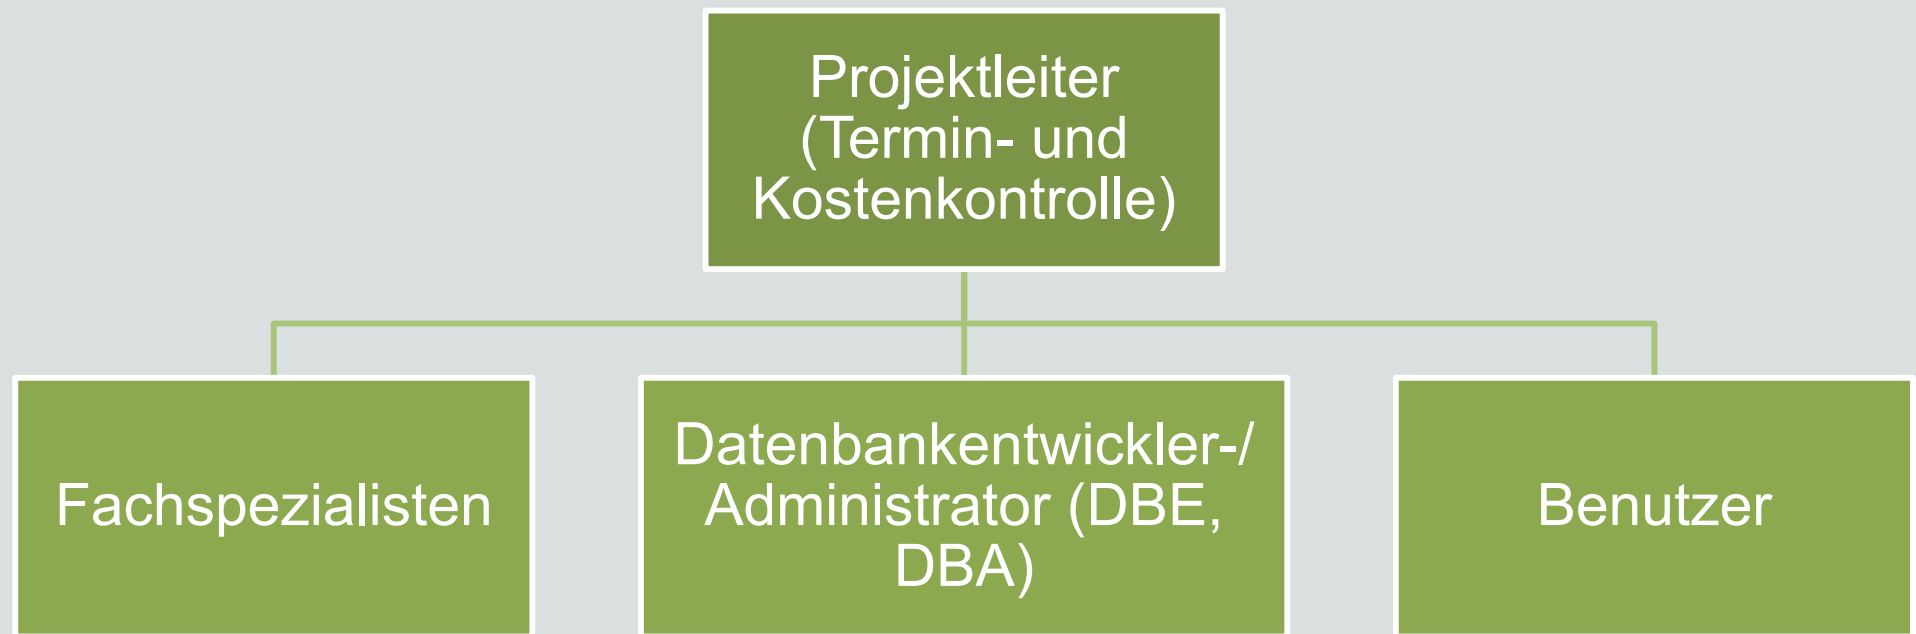 Projektleiter
(Termin- und
Kostenkontrolle)
Fachspezialisten
Datenbankentwickler-/
Administrator (DBE,
DBA)
Benutzer